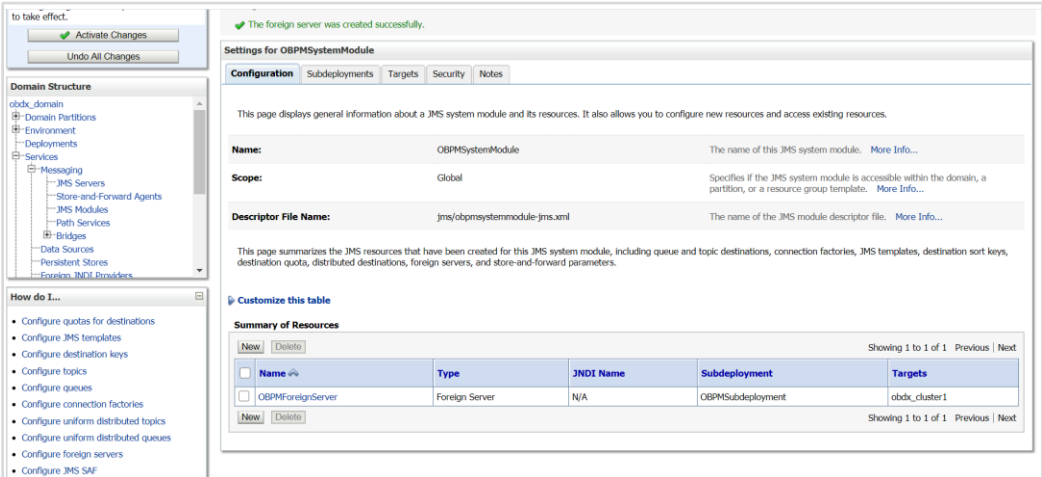 to take effect.
Activate Changes
Undo All Changes
Domain Structure
obdx_domain
Domain Partitions
Environment
Deployments
Services
Messaging
JMS Servers
Store-and-Forward Agents
JMS Modules
Path Services
Bridges
Data Sources
Persistent Stores
Foreign JNDI Providers
How do I...
Configure quotas for destinations
Configure JMS templates
Configure destination keys
Configure topics
Configure queues
Configure connection factories
Configure uniform distributed topics
Configure uniform distributed queues
Configure foreign servers
Configure JMS SAF
The foreign server was created successfully.
Settings for OBPMSystemModule
Configuration Subdeployments Targets Security Notes
This page displays general information about a JMS system module and its resources. It also allows you to configure new resources and access existing resources.
Name: OBPMSystemModule The name of this JMS system module. More Info...
Scope: Global Specifies if the JMS system module is accessible within the domain, a
partition, or a resource group template. More Info...
Descriptor File Name: jms/obpmsystemmodule-jms.xml The name of the JMS module descriptor file. More Info...
This page summarizes the JMS resources that have been created for this JMS system module, including queue and topic destinations, connection factories, JMS templates, destination sort keys,
destination quota, distributed destinations, foreign servers, and store-and-forward parameters.
Customize this table
Summary of Resources
New Delete Showing 1 to 1 of 1 Previous | Next
Name Type JNDI Name Subdeployment Targets
OBPMForeignServer Foreign Server N/A OBPMSubdeployment obdx_cluster1
New Delete Showing 1 to 1 of 1 Previous | Next